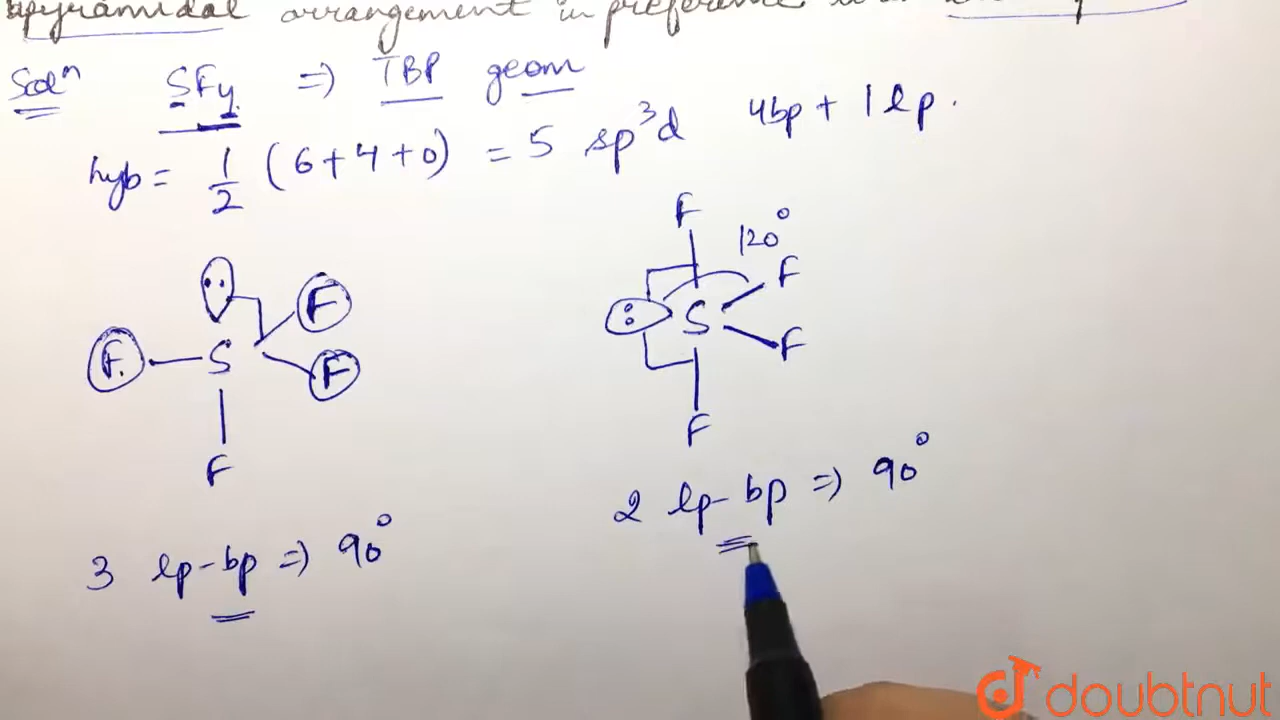 pyramidal arrangement in preference
Solⁿ SF4 => TBP geom
hyb = 1/2 (6+4+0) = 5 sp³d 4bp + 1lp.
F
120°
: F
F F : S
F S F F
F F
2 lp-bp => 90°
3 lp-bp => 90°
doubtnut